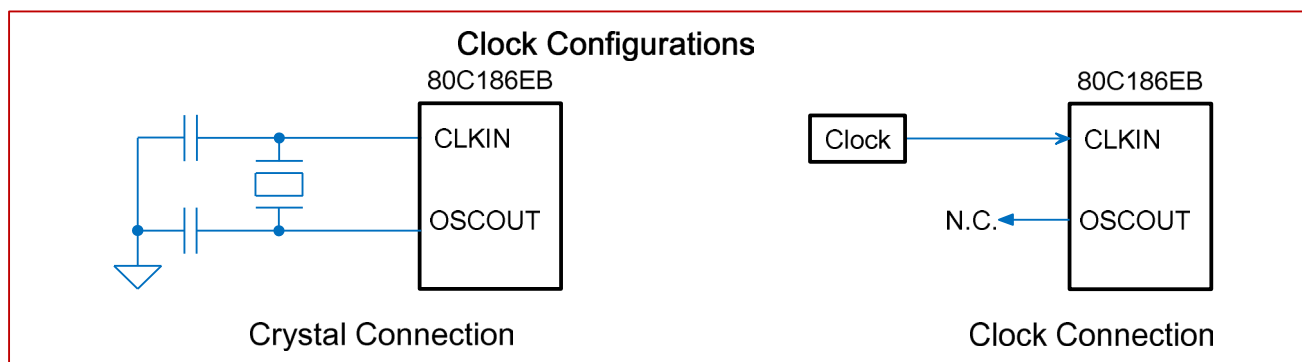 Clock Configurations
80C186EB
CLKIN
OSCOUT
Crystal Connection
80C186EB
Clock
CLKIN
N.C.
OSCOUT
Clock Connection